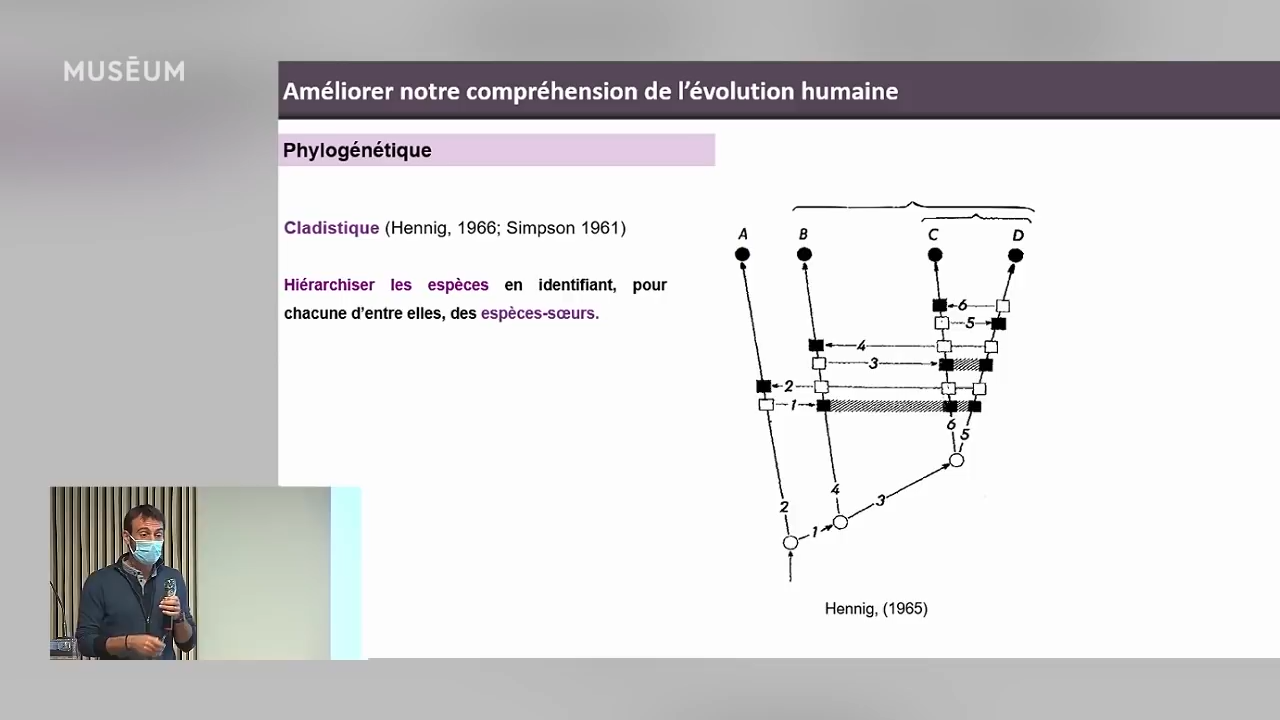 MUSĒUM
Améliorer notre compréhension de l’évolution humaine
Phylogénétique
Cladistique (Hennig, 1966; Simpson 1961)
Hiérarchiser les espèces en identifiant, pour
chacune d’entre elles, des espèces-sœurs.
A B C D
6
5
4
3
2
1
6
5
4
3
2
1
Hennig, (1965)